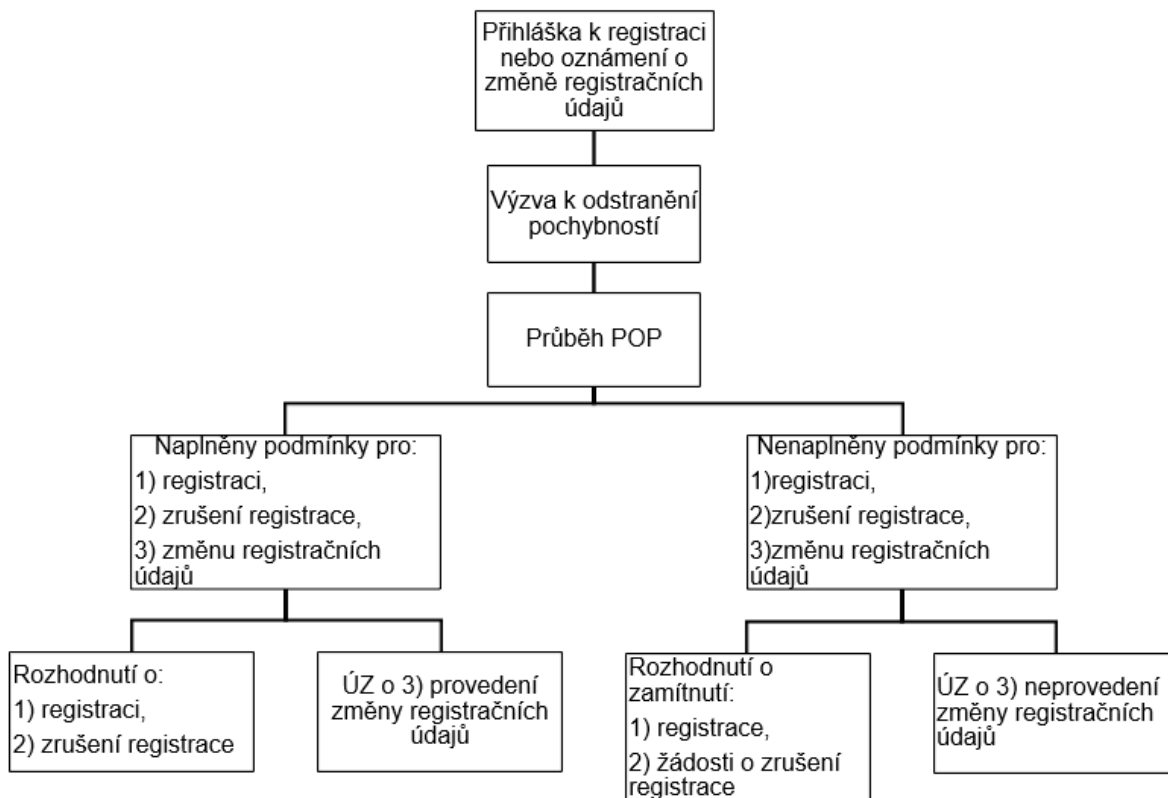 Přihláška k registraci
nebo oznámení o
změně registračních
údajů
Výzva k odstranění
pochybností
Průběh POP
Naplněny podmínky pro:
1) registraci,
2) zrušení registrace,
3) změnu registračních
údajů
Nenaplněny podmínky pro:
1)registraci,
2)zrušení registrace,
3)změnu registračních
údajů
Rozhodnutí o:
1) registraci,
2) zrušení registrace
ÚZ o 3) provedení
změny registračních
údajů
Rozhodnutí o
zamítnutí:
1) registrace,
2) žádosti o zrušení
registrace
ÚZ o 3) neprovedení
změny registračních
údajů